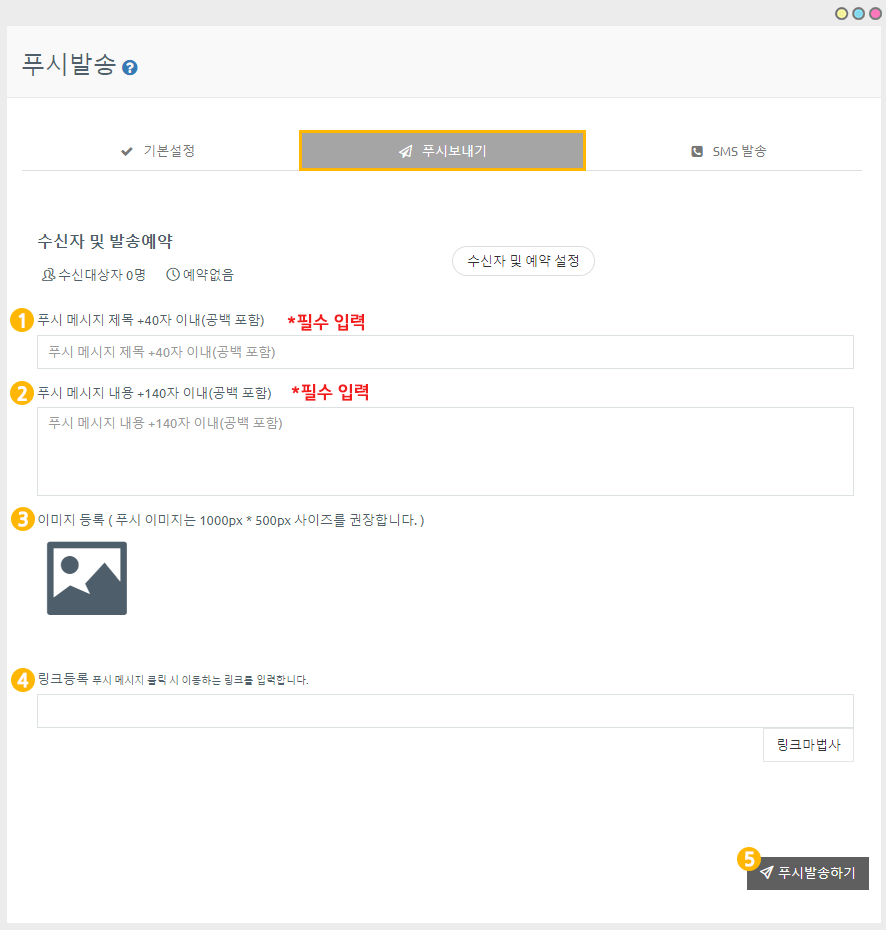 푸시발송 ?
기본설정
푸시보내기
SMS 발송
수신자 및 발송예약
수신자 및 예약 설정
수신대상자 0명 예약없음
1 푸시 메시지 제목 +40자 이내(공백 포함) *필수 입력
푸시 메시지 제목 +40자 이내(공백 포함)
2 푸시 메시지 내용 +140자 이내(공백 포함) *필수 입력
푸시 메시지 내용 +140자 이내(공백 포함)
3 이미지 등록 ( 푸시 이미지는 1000px * 500px 사이즈를 권장합니다. )
4 링크등록 푸시 메시지 클릭 시 이동하는 링크를 입력합니다.
링크마법사
5 푸시발송하기